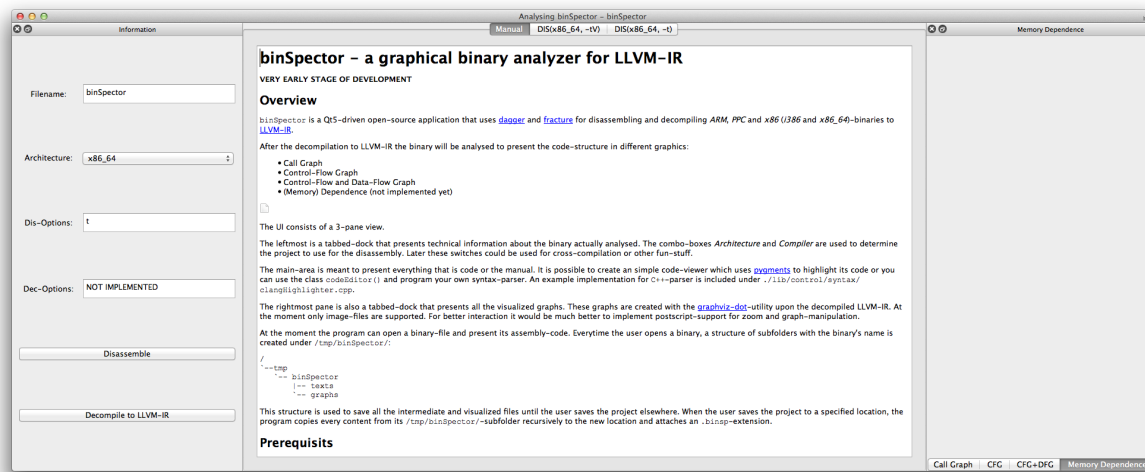 Analysing binSpector - binSpector
Information
Manual
DIS(x86_64, -tV)
DIS(x86_64, -t)
Memory Dependence
Filename:
binSpector
Architecture:
x86_64
Dis-Options:
t
Dec-Options:
NOT IMPLEMENTED
Disassemble
Decompile to LLVM-IR
binSpector - a graphical binary analyzer for LLVM-IR
VERY EARLY STAGE OF DEVELOPMENT
Overview
binSpector is a Qt5-driven open-source application that uses dagger and fracture for disassembling and decompiling ARM, PPC and x86 (i386 and x86_64)-binaries to
LLVM-IR.
After the decompilation to LLVM-IR the binary will be analysed to present the code-structure in different graphics:
• Call Graph
• Control-Flow Graph
• Control-Flow and Data-Flow Graph
• (Memory) Dependence (not implemented yet)
The UI consists of a 3-pane view.
The leftmost is a tabbed-dock that presents technical information about the binary actually analysed. The combo-boxes Architecture and Compiler are used to determine
the project to use for the disassembly. Later these switches could be used for cross-compilation or other fun-stuff.
The main-area is meant to present everything that is code or the manual. It is possible to create an simple code-viewer which uses pygments to highlight its code or you
can use the class codeEditor() and program your own syntax-parser. An example implementation for C++-parser is included under ./lib/control/syntax/
clangHighlighter.cpp.
The rightmost pane is also a tabbed-dock that presents all the visualized graphs. These graphs are created with the graphviz-dot-utility upon the decompiled LLVM-IR. At
the moment only image-files are supported. For better interaction it would be much better to implement postscript-support for zoom and graph-manipulation.
At the moment the program can open a binary-file and present its assembly-code. Everytime the user opens a binary, a structure of subfolders with the binary's name is
created under /tmp/binSpector/:
/
`--tmp
`-- binSpector
|-- texts
`-- graphs
This structure is used to save all the intermediate and visualized files until the user saves the project elsewhere. When the user saves the project to a specified location, the
program copies every content from its /tmp/binSpector/-subfolder recursively to the new location and attaches an .binsp-extension.
Prerequisits
Call Graph
CFG
CFG+DFG
Memory Dependence